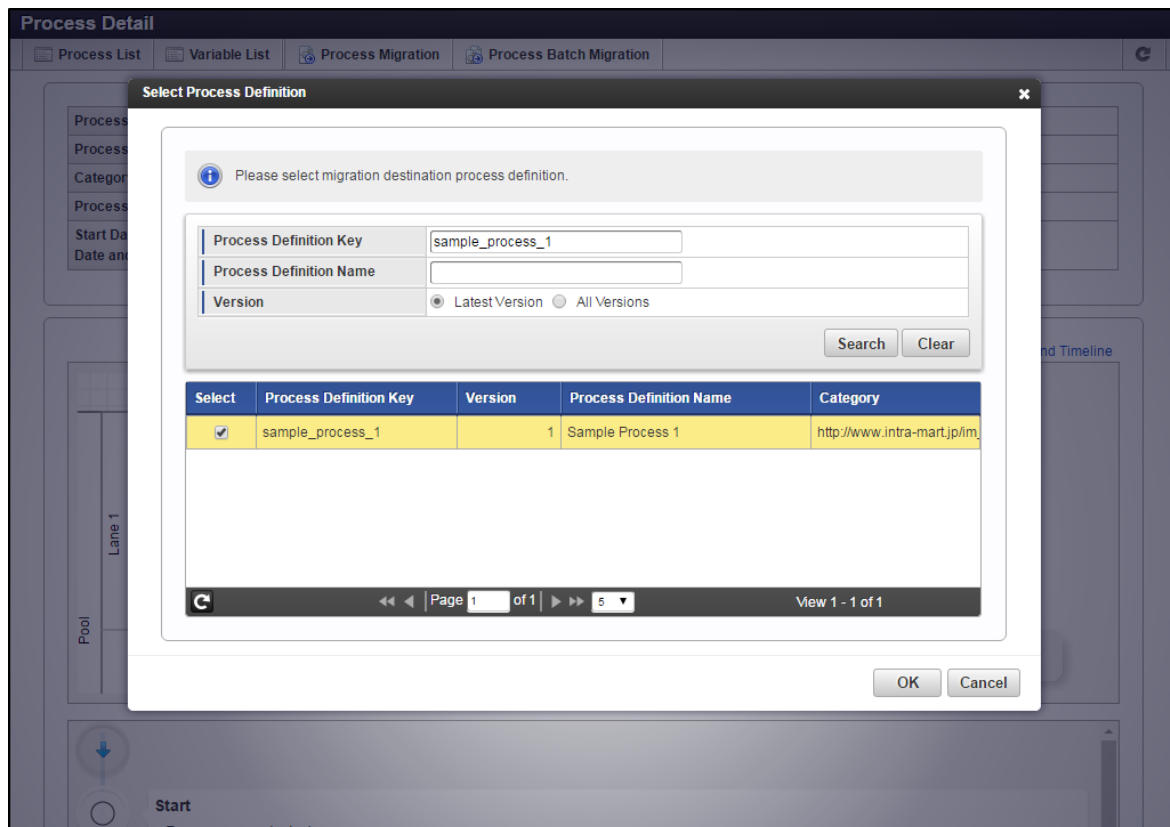 Process Detail
Process List Variable List Process Migration Process Batch Migration
Select Process Definition
Process
Process
Categor
Process
Start Da
Date and
Please select migration destination process definition.
Process Definition Key sample_process_1
Process Definition Name
Version Latest Version All Versions
Search Clear
nd Timeline
Select Process Definition Key Version Process Definition Name Category
sample_process_1 1 Sample Process 1 http://www.intra-mart.jp/im_
Lane 1
Pool
Page 1 of 1 5 View 1 - 1 of 1
OK Cancel
Start